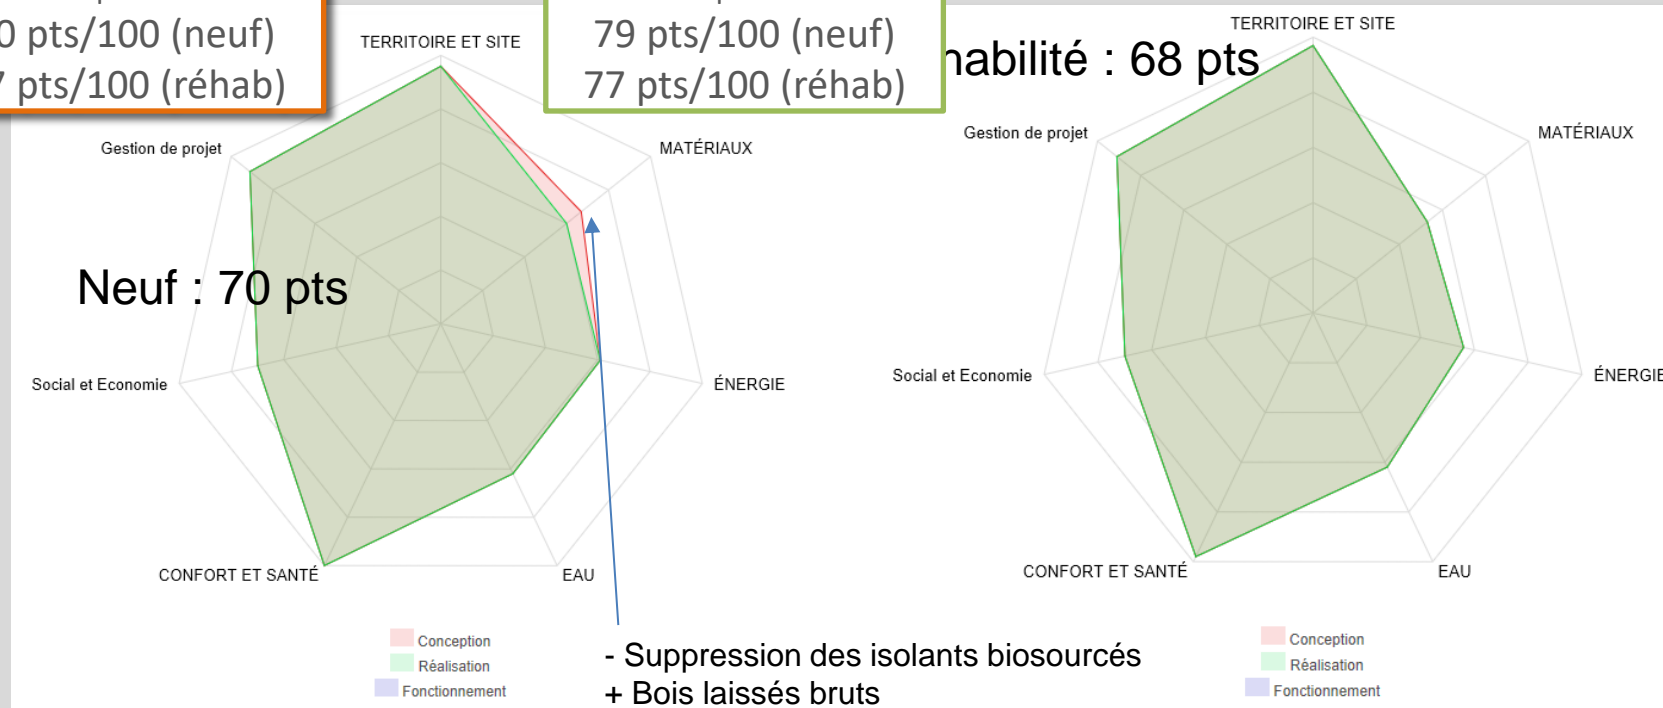 0 pts/100 (neuf)
7 pts/100 (réhab)
79 pts/100 (neuf)
77 pts/100 (réhab)
nabilité : 68 pts
Neuf : 70 pts
TERRITOIRE ET SITE
MATÉRIAUX
ÉNERGIE
EAU
CONFORT ET SANTÉ
Social et Economie
Gestion de projet
Conception
Réalisation
Fonctionnement
- Suppression des isolants biosourcés
+ Bois laissés bruts
TERRITOIRE ET SITE
MATÉRIAUX
ÉNERGIE
EAU
CONFORT ET SANTÉ
Social et Economie
Gestion de projet
Conception
Réalisation
Fonctionnement